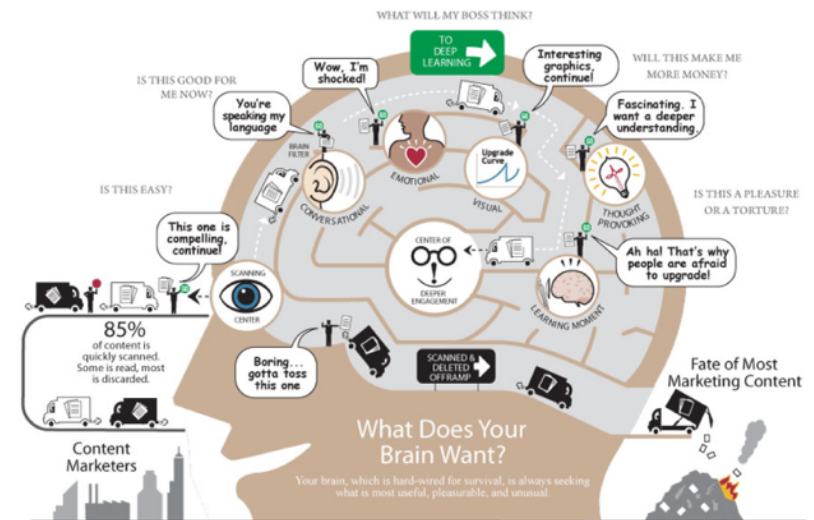 WHAT WILL MY BOSS THINK?
TO
DEEP
LEARNING
Interesting
graphics,
continue!
WILL THIS MAKE ME
MORE MONEY?
Wow, I'm
shocked!
IS THIS GOOD FOR
ME NOW?
You're
speaking my
language
Fascinating. I
want a deeper
understanding.
BRAIN
FILTER
Upgrade
Curve
EMOTIONAL
CONVERSATIONAL
VISUAL
THOUGHT
PROVOKING
IS THIS EASY?
IS THIS A PLEASURE
OR A TORTURE?
This one is
compelling,
continue!
CENTER OF
DEEPER
ENGAGEMENT
Ah ha! That's why
people are afraid
to upgrade!
SCANNING
CENTER
LEARNING MOMENT
85%
of content is
quickly scanned.
Some is read, most
is discarded.
Boring...
gotta toss
this one
SCANNED &
DELETED
OFFRAMP
Fate of Most
Marketing Content
Content
Marketers
What Does Your
Brain Want?
Your brain, which is hard-wired for survival, is always seeking
what is most useful, pleasurable, and unusual.